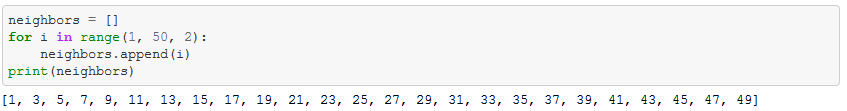 neighbors = []
for i in range(1, 50, 2):
    neighbors.append(i)
print(neighbors)
[1, 3, 5, 7, 9, 11, 13, 15, 17, 19, 21, 23, 25, 27, 29, 31, 33, 35, 37, 39, 41, 43, 45, 47, 49]